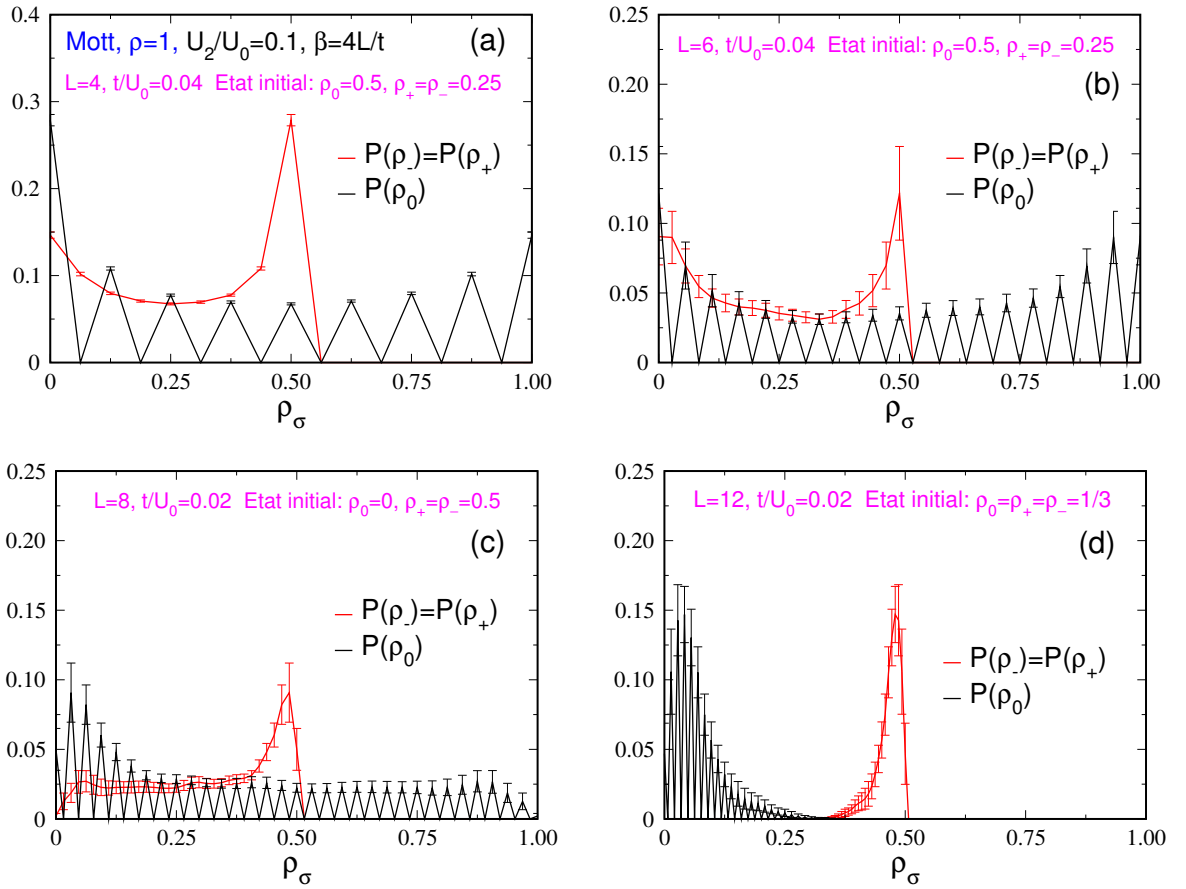 0.4
0.3
0.2
0.1
0
Mott, ρ=1, U₂/U₀=0.1, β=4L/t
(a)
L=4, t/U₀=0.04 Etat initial: ρ₀=0.5, ρ₊=ρ₋=0.25
P(ρ₋)=P(ρ₊)
P(ρ₀)
0 0.25 0.50 0.75 1.00
ρσ
0.25
0.20
0.15
0.10
0.05
0
L=6, t/U₀=0.04 Etat initial: ρ₀=0.5, ρ₊=ρ₋=0.25
(b)
P(ρ₋)=P(ρ₊)
P(ρ₀)
0 0.25 0.50 0.75 1.00
ρσ
0.25
0.20
0.15
0.10
0.05
0
L=8, t/U₀=0.02 Etat initial: ρ₀=0, ρ₊=ρ₋=0.5
(c)
P(ρ₋)=P(ρ₊)
P(ρ₀)
0 0.25 0.50 0.75 1.00
ρσ
0.25
0.20
0.15
0.10
0.05
0
L=12, t/U₀=0.02 Etat initial: ρ₀=ρ₊=ρ₋=1/3
(d)
P(ρ₋)=P(ρ₊)
P(ρ₀)
0 0.25 0.50 0.75 1.00
ρσ